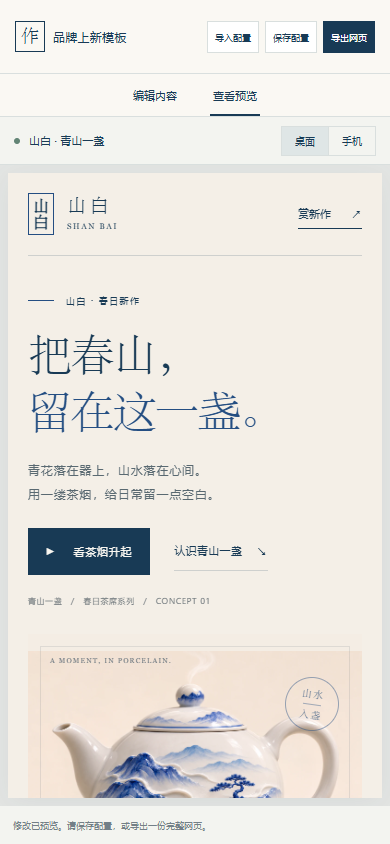 作 品牌上新模板 导入配置 保存配置 导出网页
编辑内容 查看预览
山白 · 青山一盏 桌面 手机
山白 山白
SHAN BAI
赏新作 ↗
山白 · 春日新作
把春山，
留在这一盏。
青花落在器上，山水落在心间。
用一缕茶烟，给日常留一点空白。
▶ 看茶烟升起 认识青山一盏 ↘
青山一盏 / 春日茶席系列 / CONCEPT 01
A MOMENT, IN PORCELAIN.
山水
入盏
修改已预览。请保存配置，或导出一份完整网页。